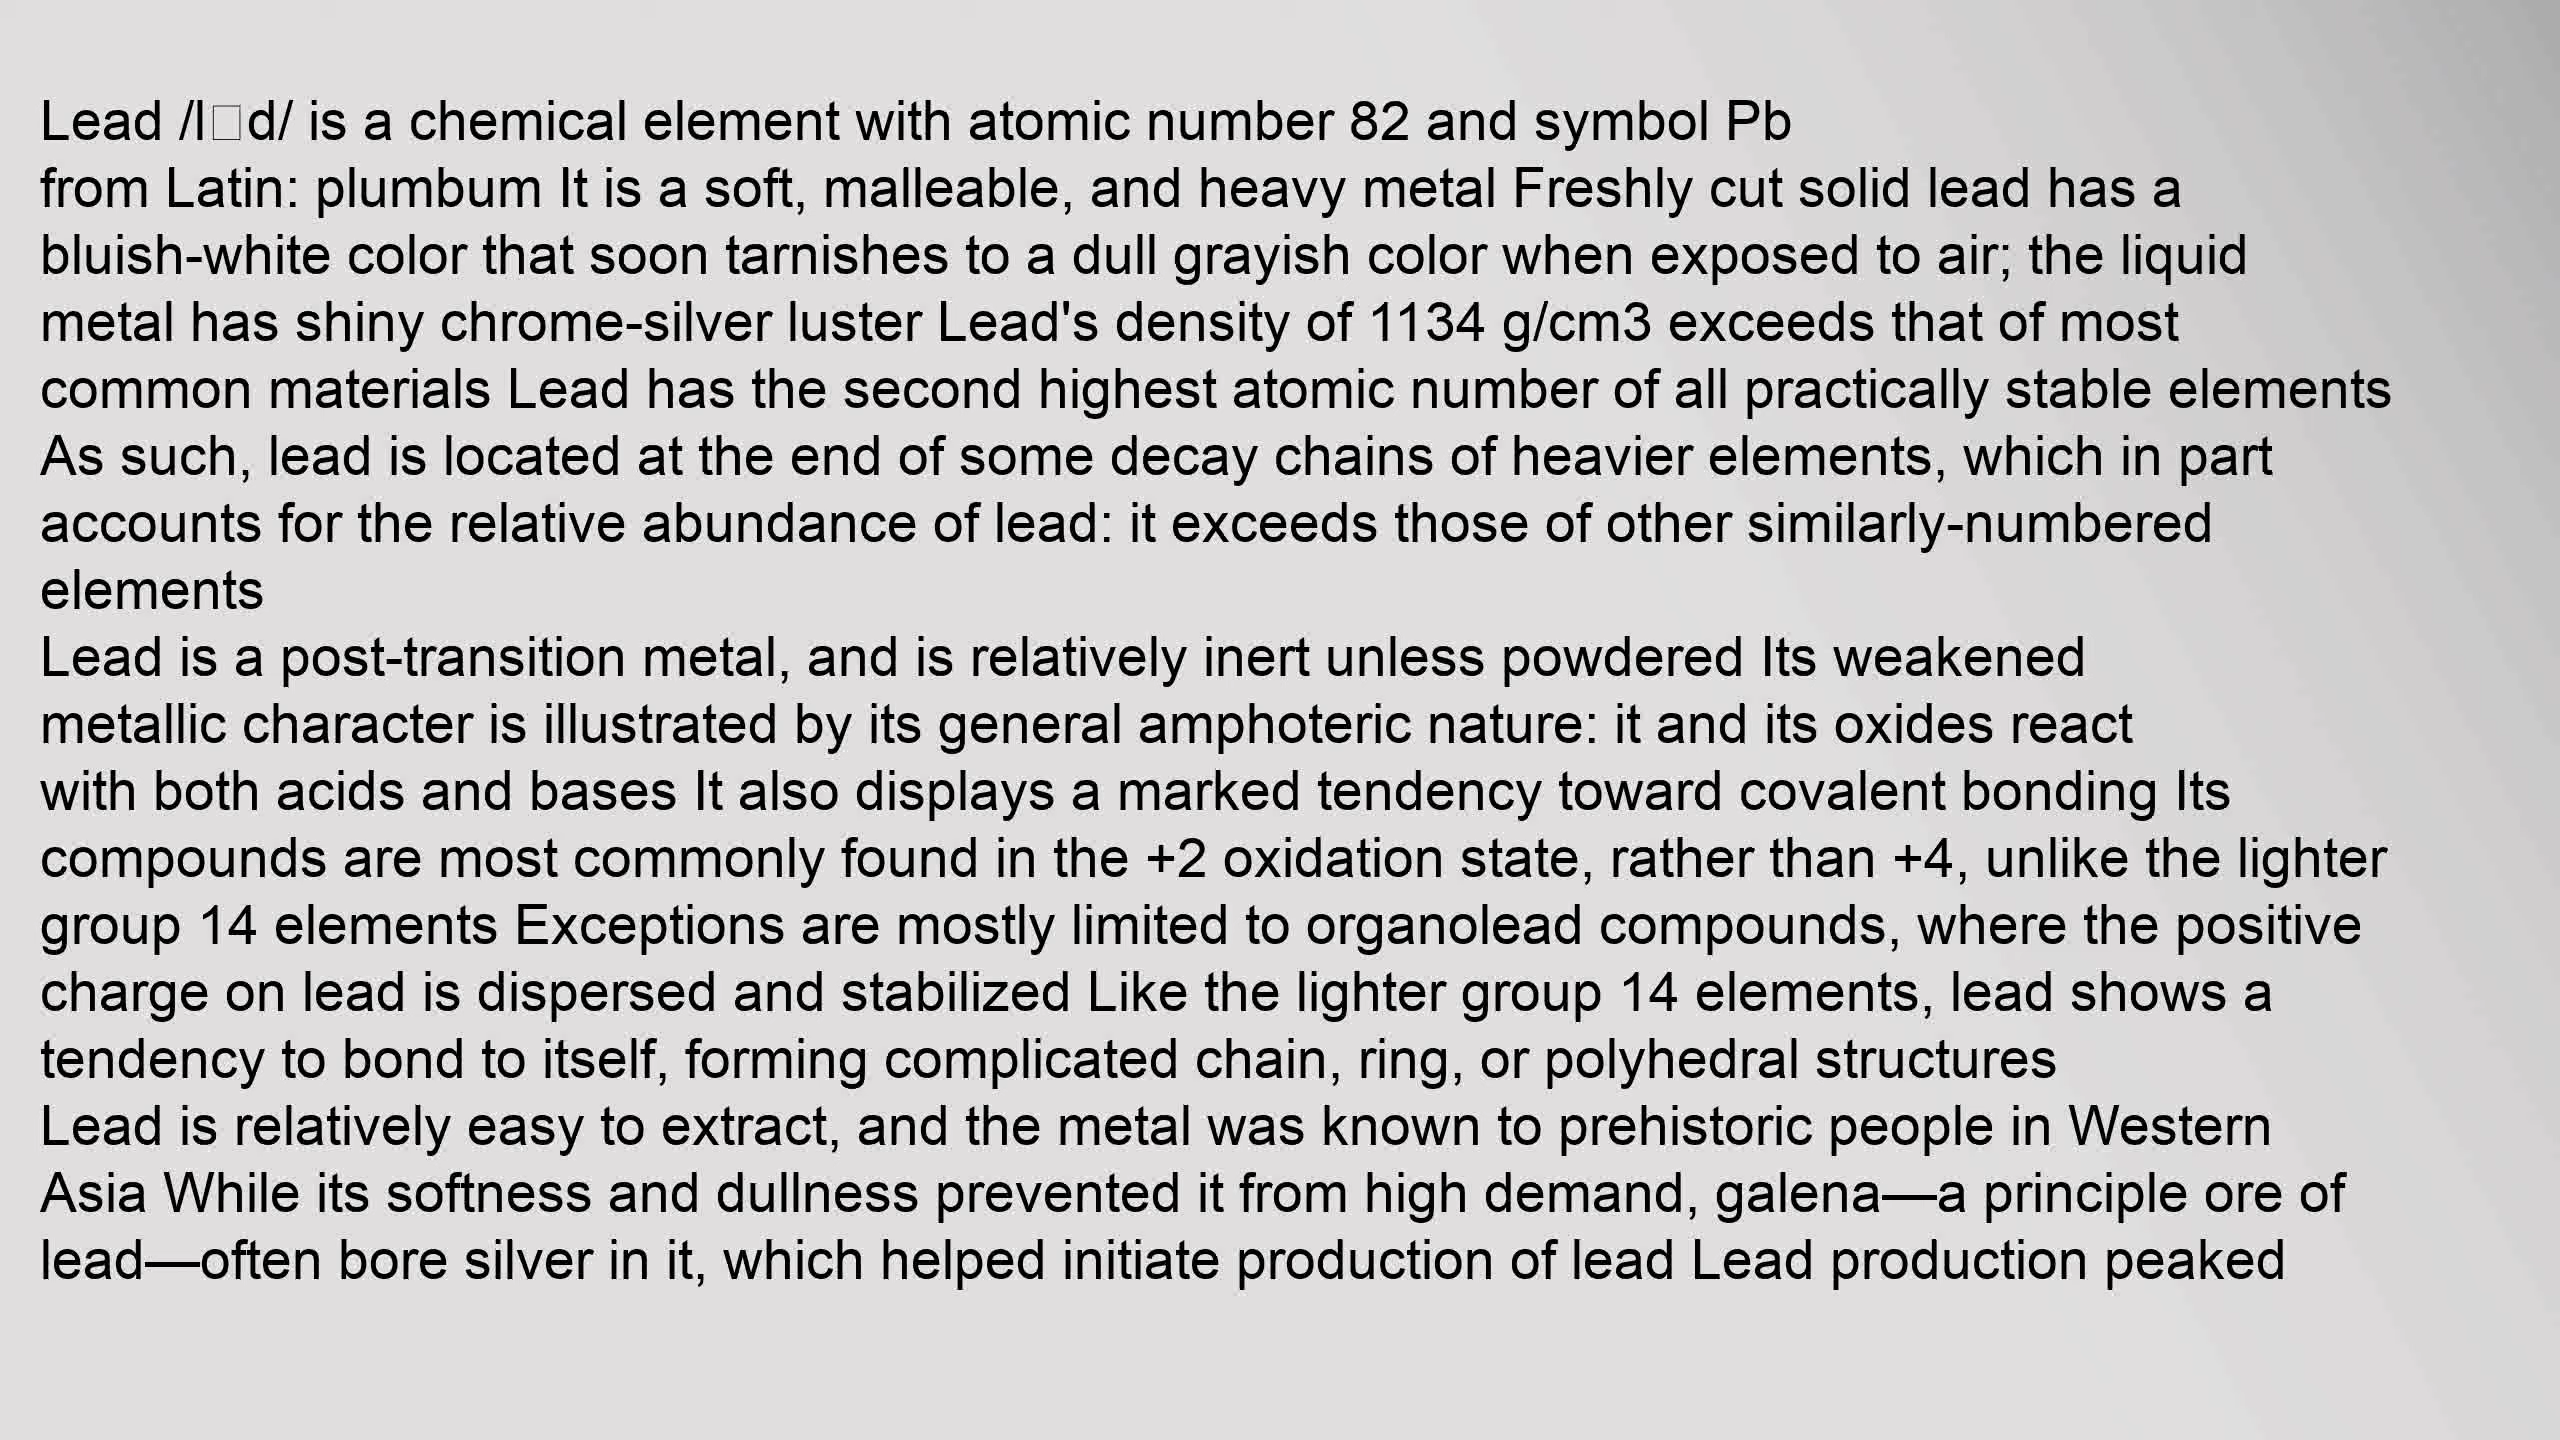 Lead /l□d/ is a chemical element with atomic number 82 and symbol Pb
from Latin: plumbum It is a soft, malleable, and heavy metal Freshly cut solid lead has a
bluish-white color that soon tarnishes to a dull grayish color when exposed to air; the liquid
metal has shiny chrome-silver luster Lead's density of 1134 g/cm3 exceeds that of most
common materials Lead has the second highest atomic number of all practically stable elements
As such, lead is located at the end of some decay chains of heavier elements, which in part
accounts for the relative abundance of lead: it exceeds those of other similarly-numbered
elements
Lead is a post-transition metal, and is relatively inert unless powdered Its weakened
metallic character is illustrated by its general amphoteric nature: it and its oxides react
with both acids and bases It also displays a marked tendency toward covalent bonding Its
compounds are most commonly found in the +2 oxidation state, rather than +4, unlike the lighter
group 14 elements Exceptions are mostly limited to organolead compounds, where the positive
charge on lead is dispersed and stabilized Like the lighter group 14 elements, lead shows a
tendency to bond to itself, forming complicated chain, ring, or polyhedral structures
Lead is relatively easy to extract, and the metal was known to prehistoric people in Western
Asia While its softness and dullness prevented it from high demand, galena—a principle ore of
lead—often bore silver in it, which helped initiate production of lead Lead production peaked